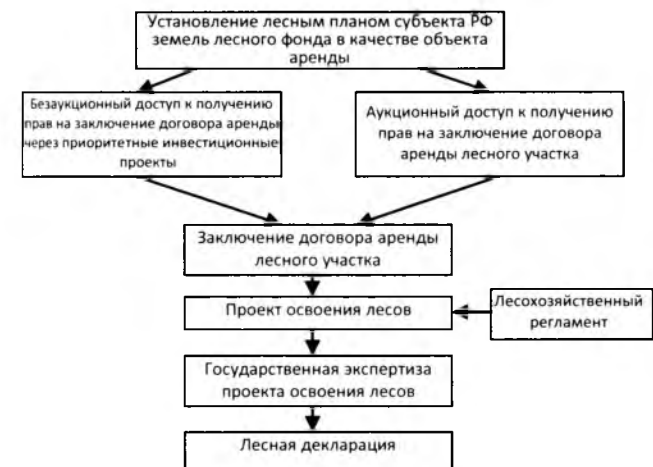 Установление лесным планом субъекта РФ
земель лесного фонда в качестве объекта
аренды
Безаукционный доступ к получению
прав на заключение договора аренды
через приоритетные инвестиционные
проекты
Аукционный доступ к получению
прав на заключение договора
аренды лесного участка
Заключение договора аренды
лесного участка
Проект освоения лесов
Лесохозяйственный
регламент
Государственная экспертиза
проекта освоения лесов
Лесная декларация